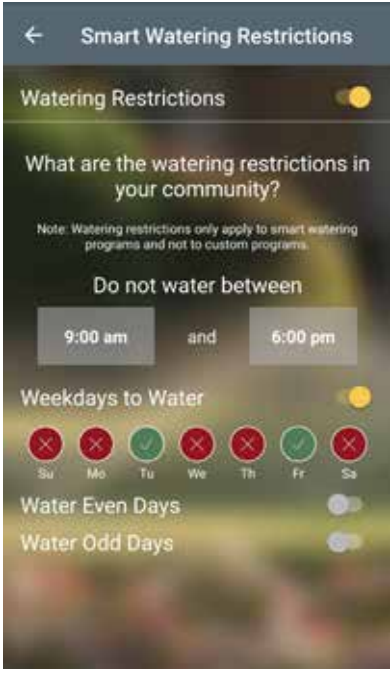 Smart Watering Restrictions
Watering Restrictions
What are the watering restrictions in
your community?
Note: Watering restrictions only apply to smart watering
programs and not to custom programs.
Do not water between
9:00 am and 6:00 pm
Weekdays to Water
Su Mo Tu We Th Fr Sa
Water Even Days
Water Odd Days